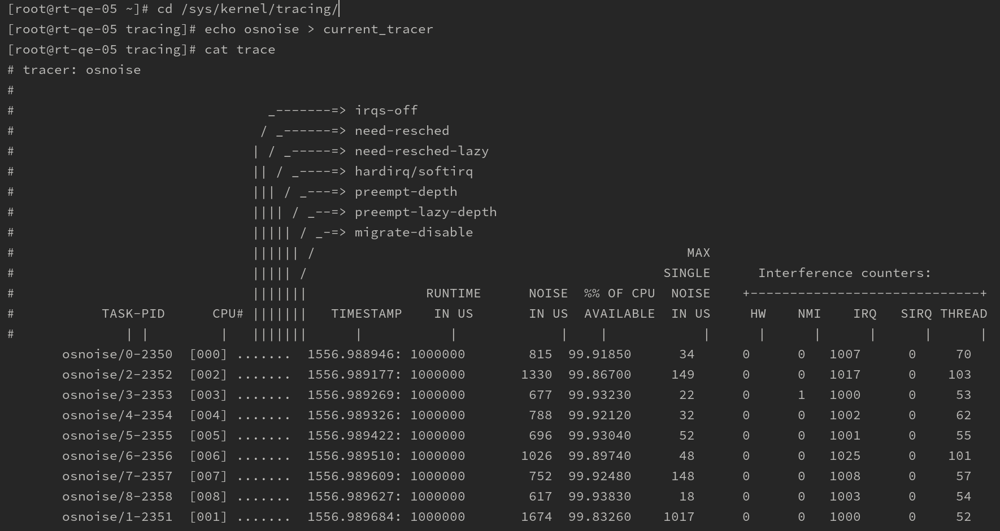 [root@rt-qe-05 ~]# cd /sys/kernel/tracing/
[root@rt-qe-05 tracing]# echo osnoise > current_tracer
[root@rt-qe-05 tracing]# cat trace
# tracer: osnoise
#
#                                _-------=> irqs-off
#                               / _------=> need-resched
#                              | / _-----=> need-resched-lazy
#                              || / _----=> hardirq/softirq
#                              ||| / _---=> preempt-depth
#                              |||| / _--=> preempt-lazy-depth
#                              ||||| / _-=> migrate-disable
#                              |||||| /                                               MAX
#                              ||||| /                                             SINGLE      Interference counters:
#                              |||||||               RUNTIME      NOISE  %% OF CPU  NOISE    +-----------------------------+
#           TASK-PID      CPU# |||||||   TIMESTAMP    IN US       IN US  AVAILABLE  IN US     HW    NMI    IRQ   SIRQ THREAD
#              | |         |   |||||||      |           |             |    |            |      |      |      |      |      |
      osnoise/0-2350  [000] .......  1556.988946: 1000000        815  99.91850      34      0      0   1007      0     70
      osnoise/2-2352  [002] .......  1556.989177: 1000000       1330  99.86700     149      0      0   1017      0    103
      osnoise/3-2353  [003] .......  1556.989269: 1000000        677  99.93230      22      0      1   1000      0     53
      osnoise/4-2354  [004] .......  1556.989326: 1000000        788  99.92120      32      0      0   1002      0     62
      osnoise/5-2355  [005] .......  1556.989422: 1000000        696  99.93040      52      0      0   1001      0     55
      osnoise/6-2356  [006] .......  1556.989510: 1000000       1026  99.89740      48      0      0   1025      0    101
      osnoise/7-2357  [007] .......  1556.989609: 1000000        752  99.92480     148      0      0   1008      0     57
      osnoise/8-2358  [008] .......  1556.989627: 1000000        617  99.93830      18      0      0   1003      0     54
      osnoise/1-2351  [001] .......  1556.989684: 1000000       1674  99.83260    1017      0      0   1000      0     52